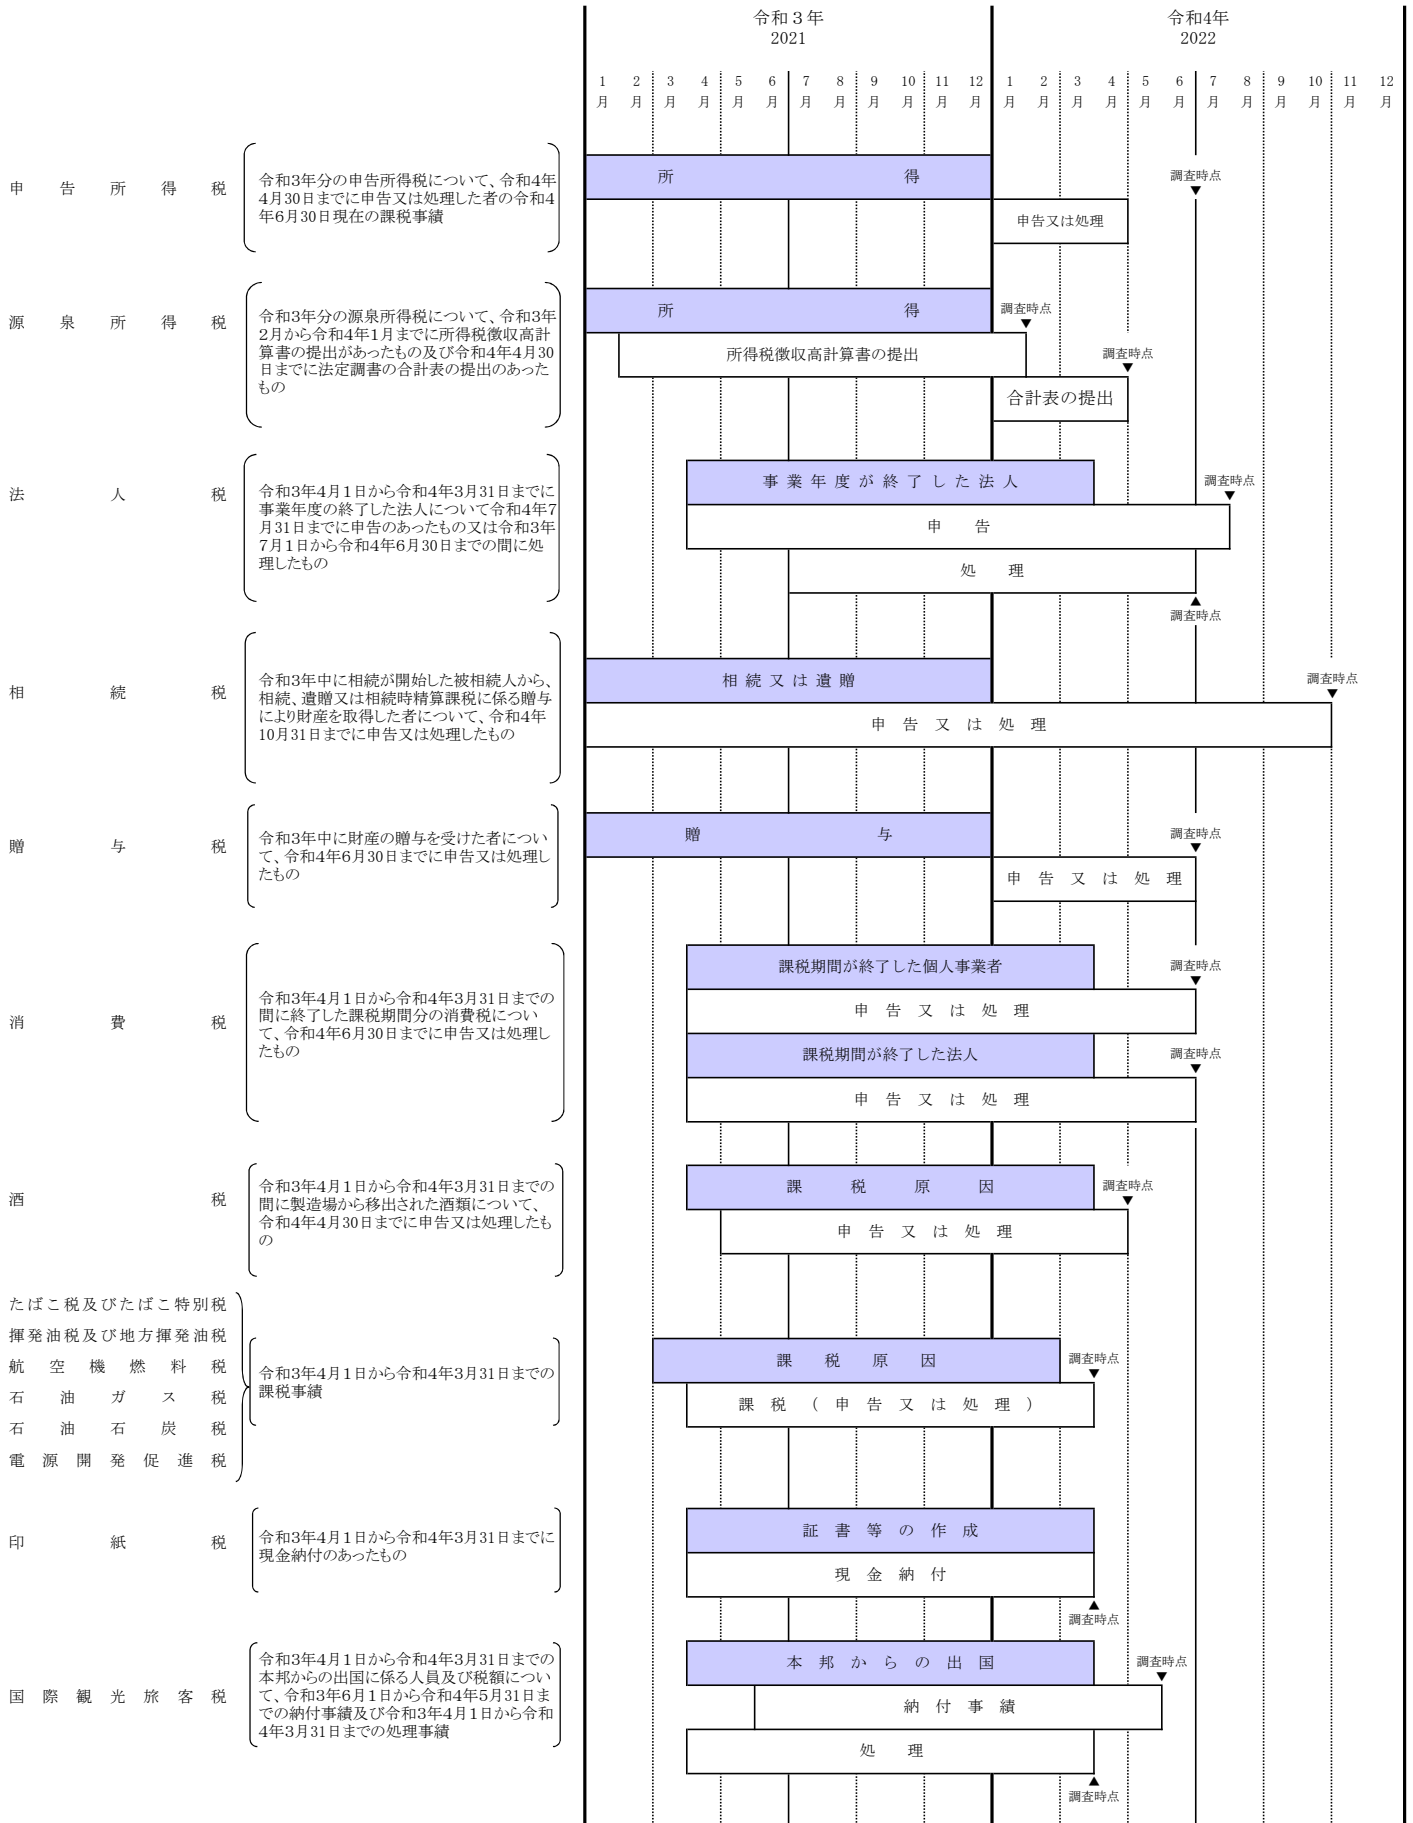 令和３年 令和4年
2021 2022
1 2 3 4 5 6 7 8 9 10 11 12 1 2 3 4 5 6 7 8 9 10 11 12
月 月 月 月 月 月 月 月 月 月 月 月 月 月 月 月 月 月 月 月 月 月 月 月
申告所得税
令和3年分の申告所得税について、令和4年
4月30日までに申告又は処理した者の令和4
年6月30日現在の課税事績
所得
調査時点
申告又は処理
源泉所得税
令和3年分の源泉所得税について、令和3年
2月から令和4年1月までに所得税徴収高計
算書の提出があったもの及び令和4年4月30
日までに法定調書の合計表の提出のあった
もの
所得
調査時点
所得税徴収高計算書の提出
調査時点
合計表の提出
法人税
令和3年4月1日から令和4年3月31日までに
事業年度の終了した法人について令和4年7
月31日までに申告のあったもの又は令和3年
7月1日から令和4年6月30日までの間に処
理したもの
事業年度が終了した法人
調査時点
申告
処理
調査時点
相続税
令和3年中に相続が開始した被相続人から、
相続、遺贈又は相続時精算課税に係る贈与
により財産を取得した者について、令和4年
10月31日までに申告又は処理したもの
相続又は遺贈
調査時点
申告又は処理
贈与税
令和3年中に財産の贈与を受けた者につい
て、令和4年6月30日までに申告又は処理し
たもの
贈与
調査時点
申告又は処理
消費税
令和3年4月1日から令和4年3月31日までの
間に終了した課税期間分の消費税につい
て、令和4年6月30日までに申告又は処理し
たもの
課税期間が終了した個人事業者
調査時点
申告又は処理
課税期間が終了した法人
調査時点
申告又は処理
酒税
令和3年4月1日から令和4年3月31日までの
間に製造場から移出された酒類について、
令和4年4月30日までに申告又は処理したも
の
課税原因
調査時点
申告又は処理
たばこ税及びたばこ特別税
揮発油税及び地方揮発油税
航空機燃料税
石油ガス税
石油石炭税
電源開発促進税
令和3年4月1日から令和4年3月31日までの
課税事績
課税原因
調査時点
課税（申告又は処理）
印紙税
令和3年4月1日から令和4年3月31日までに
現金納付のあったもの
証書等の作成
現金納付
調査時点
国際観光旅客税
令和3年4月1日から令和4年3月31日までの
本邦からの出国に係る人員及び税額につい
て、令和3年6月1日から令和4年5月31日ま
での納付事績及び令和3年4月1日から令和
4年3月31日までの処理事績
本邦からの出国
調査時点
納付事績
処理
調査時点